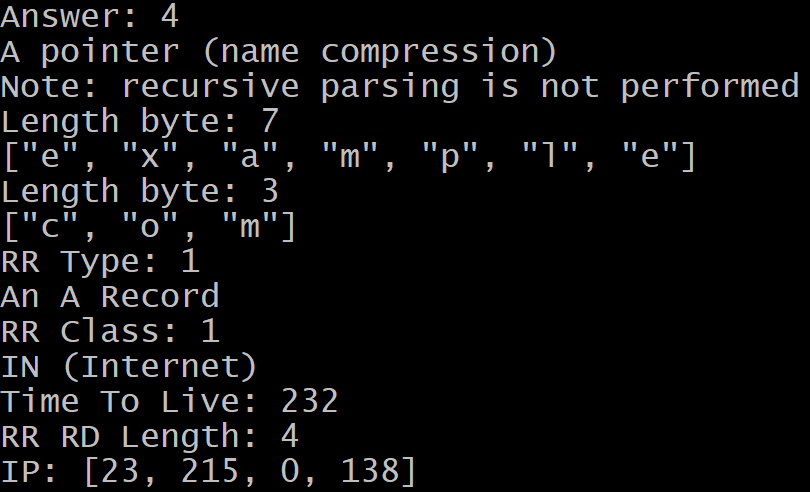 Answer: 4
A pointer (name compression)
Note: recursive parsing is not performed
Length byte: 7
["e", "x", "a", "m", "p", "l", "e"]
Length byte: 3
["c", "o", "m"]
RR Type: 1
An A Record
RR Class: 1
IN (Internet)
Time To Live: 232
RR RD Length: 4
IP: [23, 215, 0, 138]